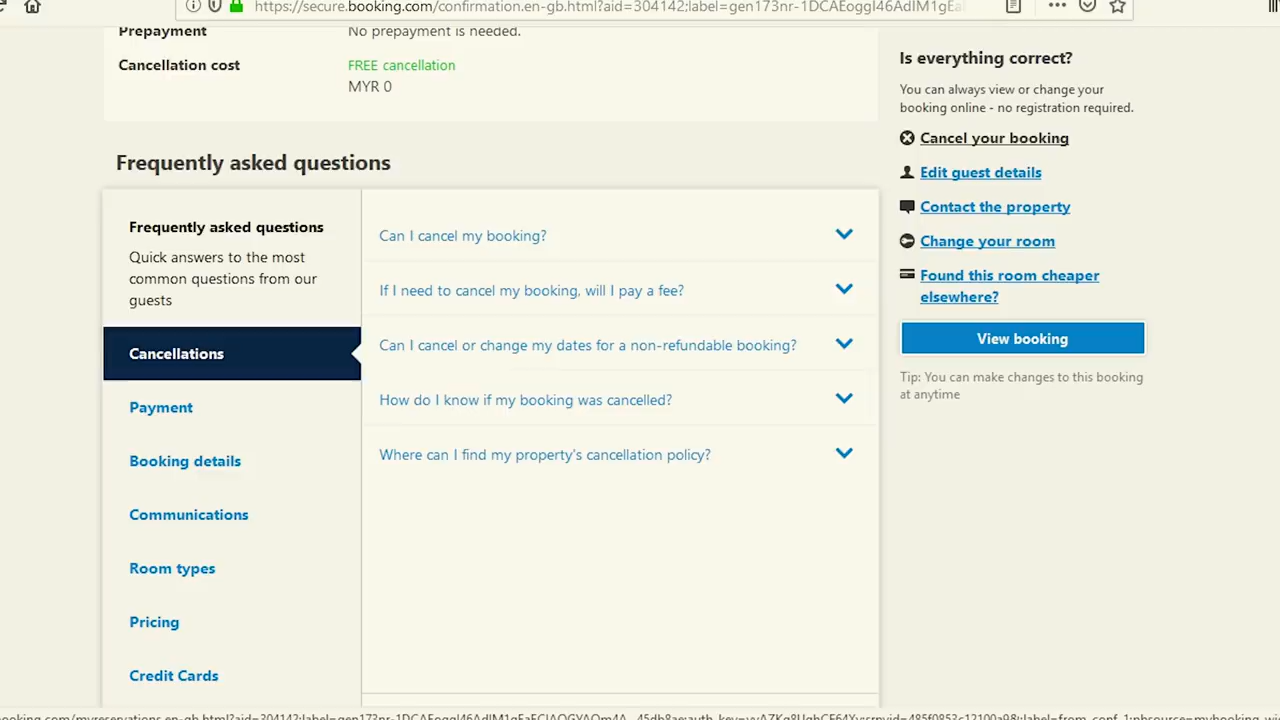 https://secure.booking.com/confirmation.en-gb.html?aid=304142;label=gen173nr-1DCAEoggI46AdIM1gEa
Prepayment
No prepayment is needed.
Cancellation cost
FREE cancellation
MYR 0
Frequently asked questions
Frequently asked questions
Quick answers to the most
common questions from our
guests
Cancellations
Payment
Booking details
Communications
Room types
Pricing
Credit Cards
Can I cancel my booking?
If I need to cancel my booking, will I pay a fee?
Can I cancel or change my dates for a non-refundable booking?
How do I know if my booking was cancelled?
Where can I find my property's cancellation policy?
Is everything correct?
You can always view or change your
booking online - no registration required.
Cancel your booking
Edit guest details
Contact the property
Change your room
Found this room cheaper
elsewhere?
View booking
Tip: You can make changes to this booking
at anytime